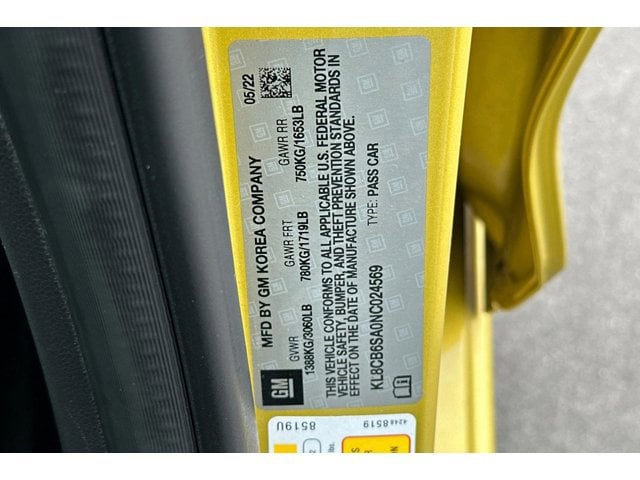 MFD BY GM KOREA COMPANY
05/22
GVWR GAWR FRT GAWR RR
1388KG/3060LB 780KG/1719LB 750KG/1653LB
THIS VEHICLE CONFORMS TO ALL APPLICABLE U.S. FEDERAL MOTOR
VEHICLE SAFETY, BUMPER, AND THEFT PREVENTION STANDARDS IN
EFFECT ON THE DATE OF MANUFACTURE SHOWN ABOVE.
KL8CB6SA0NC024569 TYPE: PASS CAR
GM
8519U
42488519